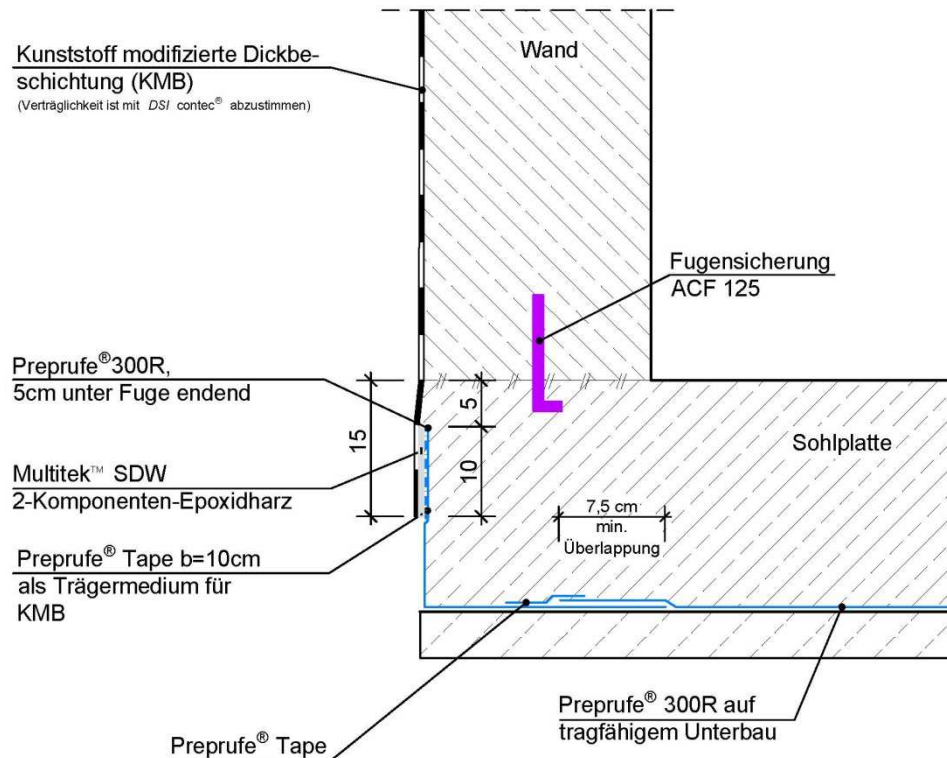 Wand
Kunststoff modifizierte Dickbe-
schichtung (KMB)
(Verträglichkeit ist mit DSI contec® abzustimmen)
Fugensicherung
ACF 125
Preprufe®300R,
5cm unter Fuge endend
15
5
10
Sohlplatte
Multitek™ SDW
2-Komponenten-Epoxidharz
7,5 cm
min.
Überlappung
Preprufe® Tape b=10cm
als Trägermedium für
KMB
Preprufe® 300R auf
tragfähigem Unterbau
Preprufe® Tape